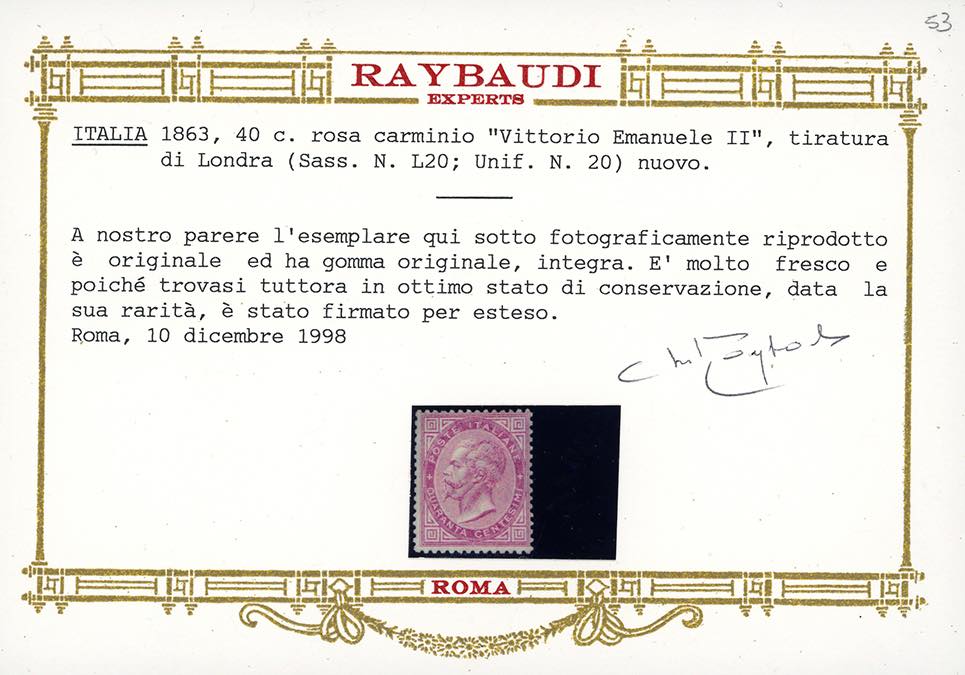 53
RAYBAUDI
EXPERTS
ITALIA 1863, 40 c. rosa carminio "Vittorio Emanuele II", tiratura
di Londra (Sass. N. L20; Unif. N. 20) nuovo.
A nostro parere l'esemplare qui sotto fotograficamente riprodotto
è originale ed ha gomma originale, integra. E' molto fresco e
poiché trovasi tuttora in ottimo stato di conservazione, data la
sua rarità, è stato firmato per esteso.
Roma, 10 dicembre 1998
POSTE ITALIANE
QUARANTA CENTESIMI
ROMA